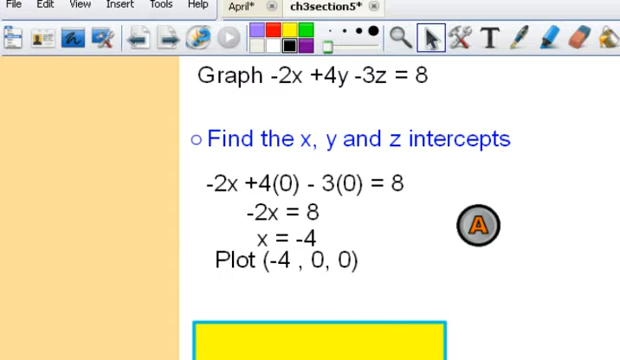 File Edit View Insert Tools Help
April* ch3section5*
T
Graph -2x +4y -3z = 8
Find the x, y and z intercepts
-2x +4(0) - 3(0) = 8
-2x = 8
A
x = -4
Plot (-4 , 0, 0)